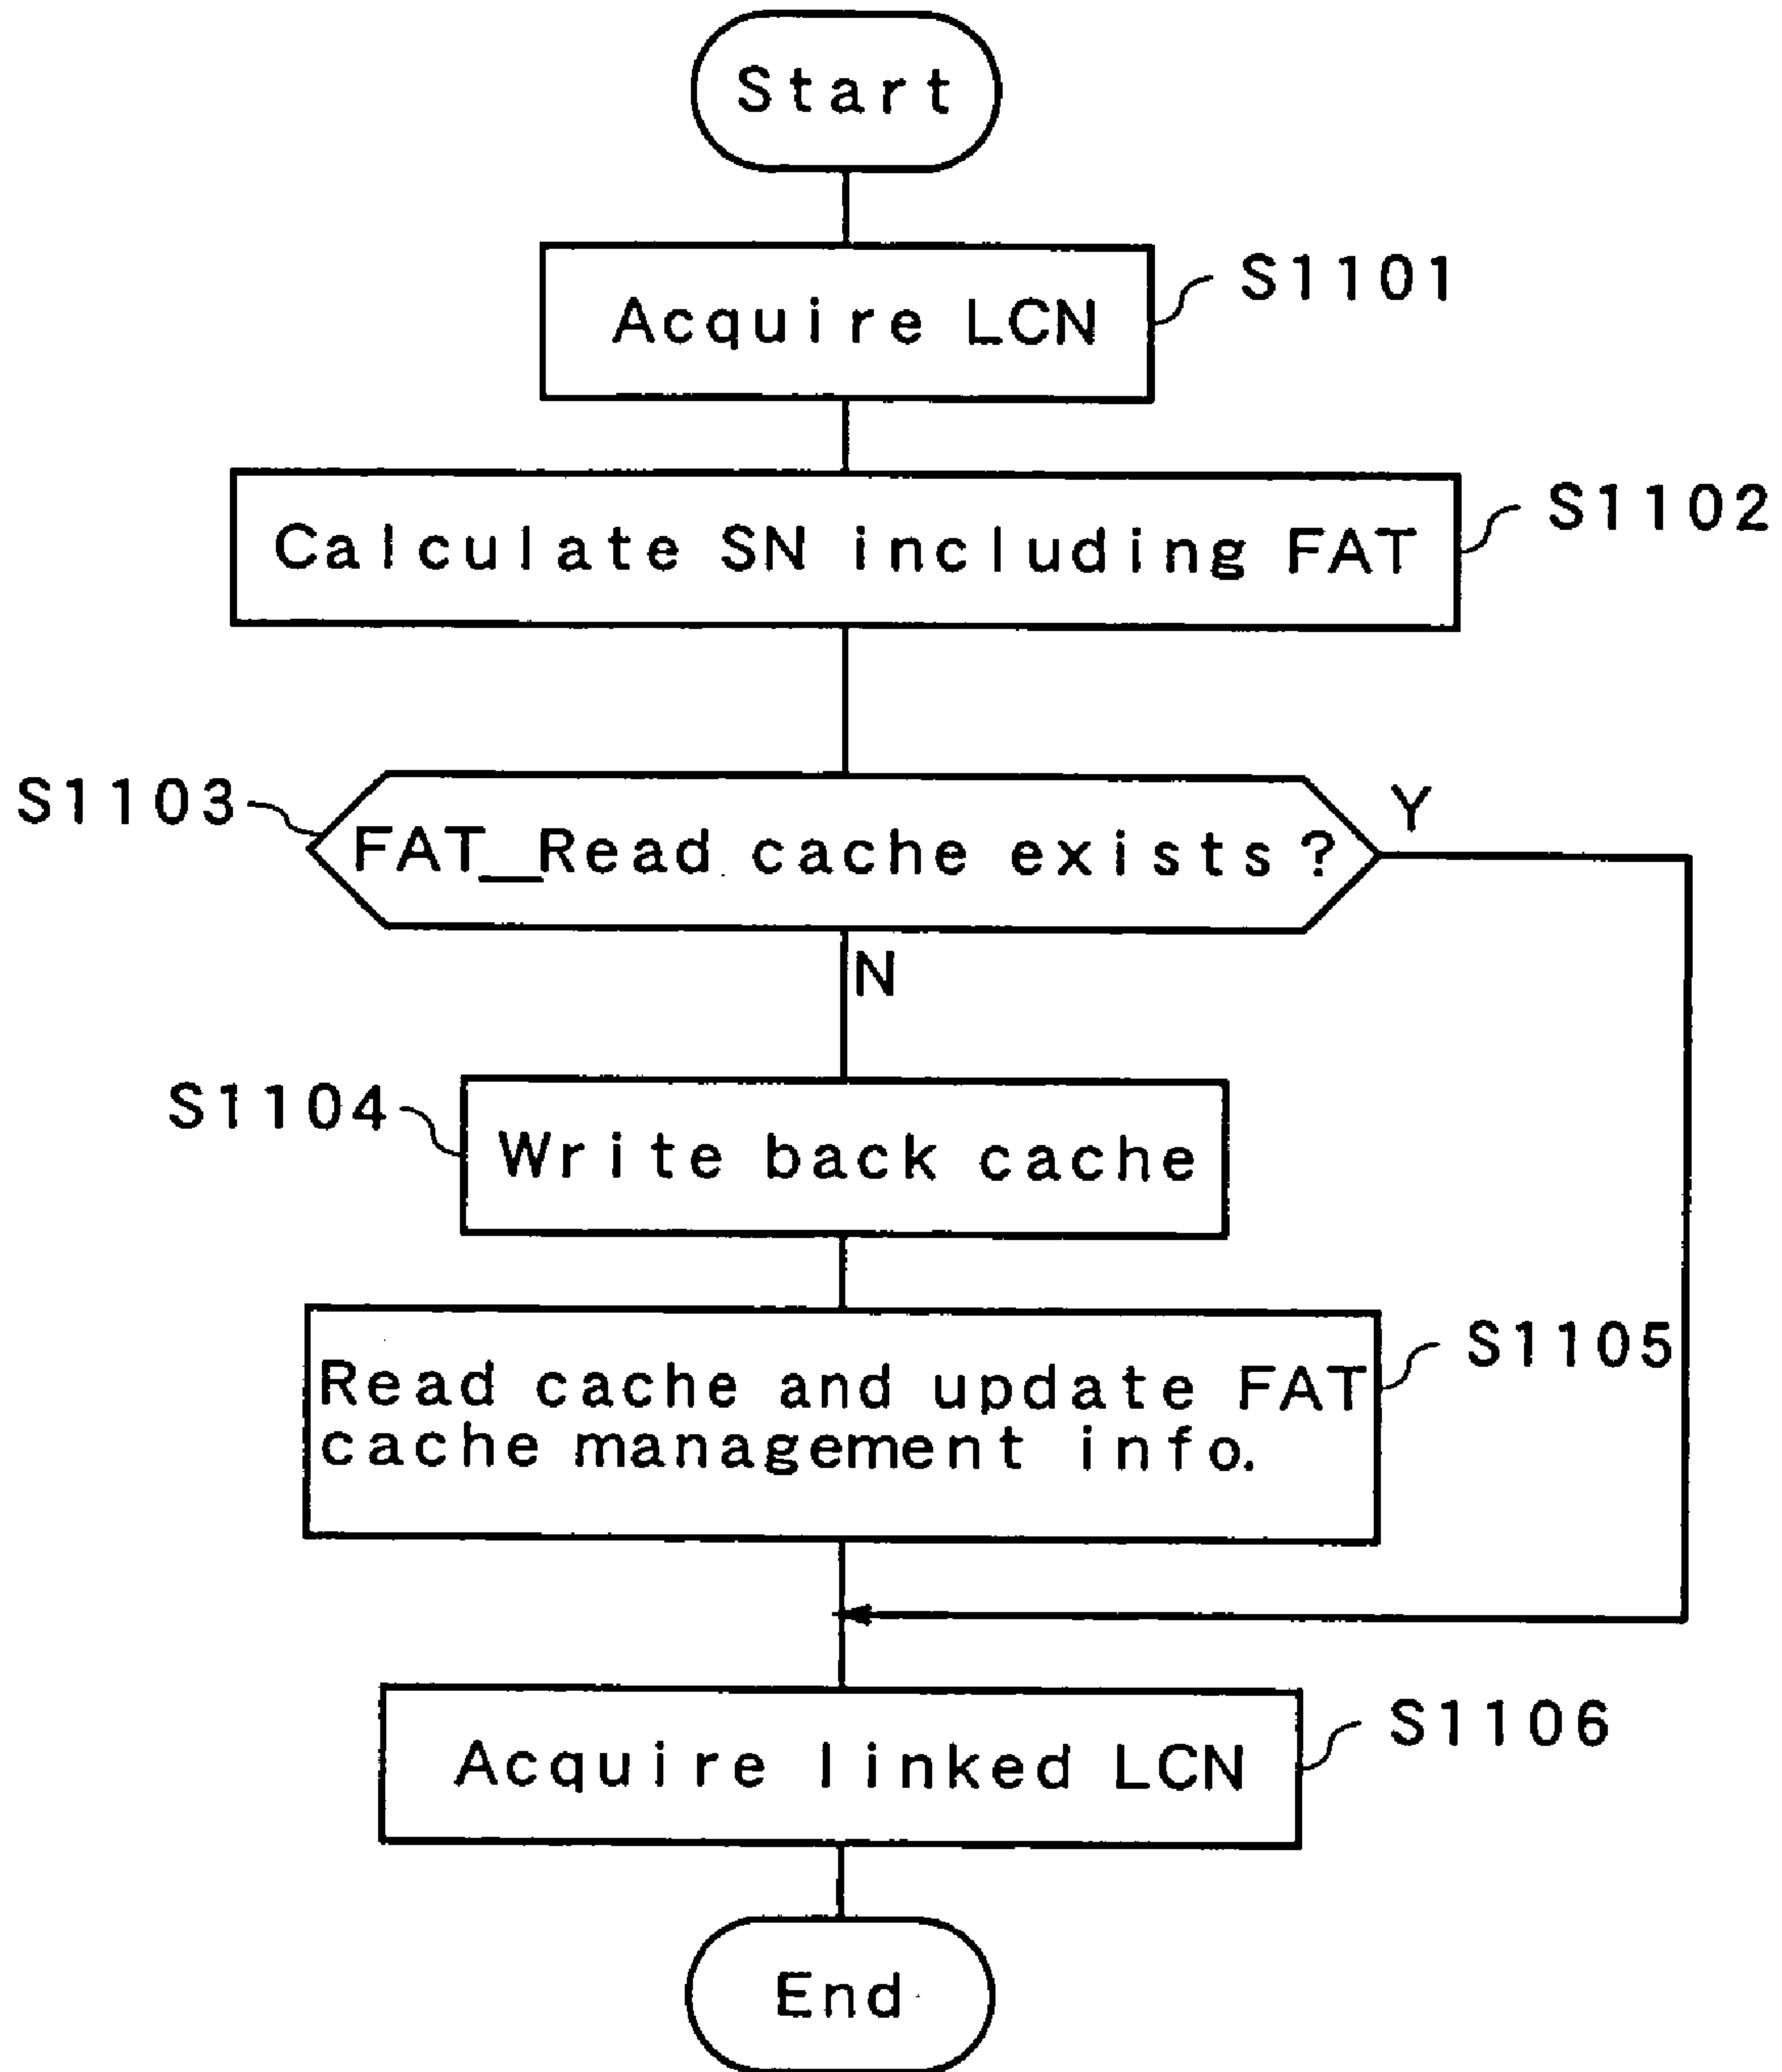 Start
Acquire LCN
S1101
Calculate SN including FAT
S1102
S1103
FAT_Read cache exists?
Y
N
S1104
Write back cache
Read cache and update FAT
cache management info.
S1105
Acquire linked LCN
S1106
End